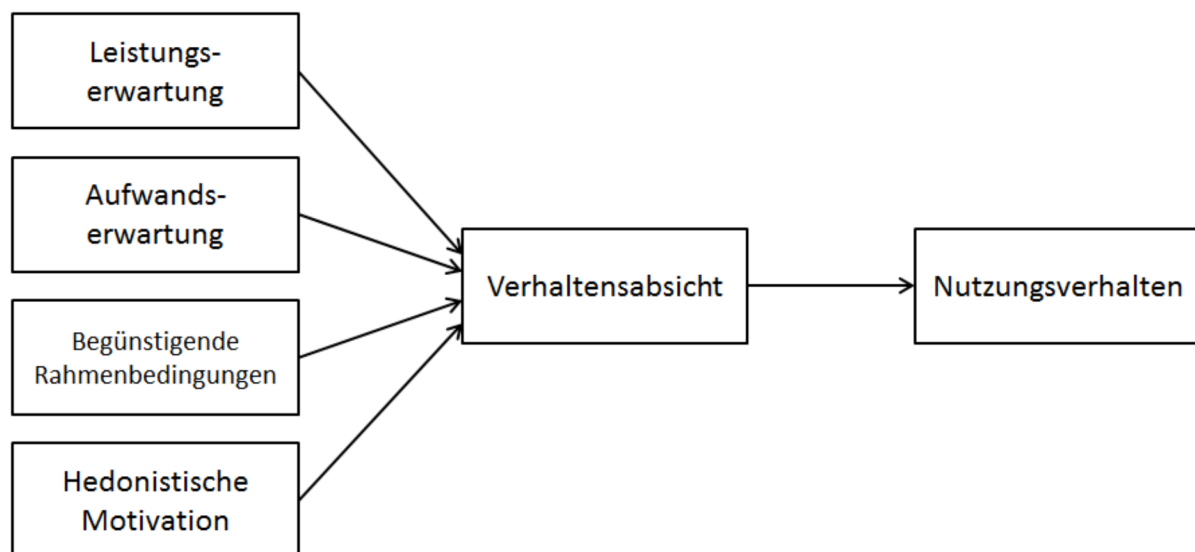 Leistungs-
erwartung
Aufwands-
erwartung
Begünstigende
Rahmenbedingungen
Hedonistische
Motivation
Verhaltensabsicht
Nutzungsverhalten